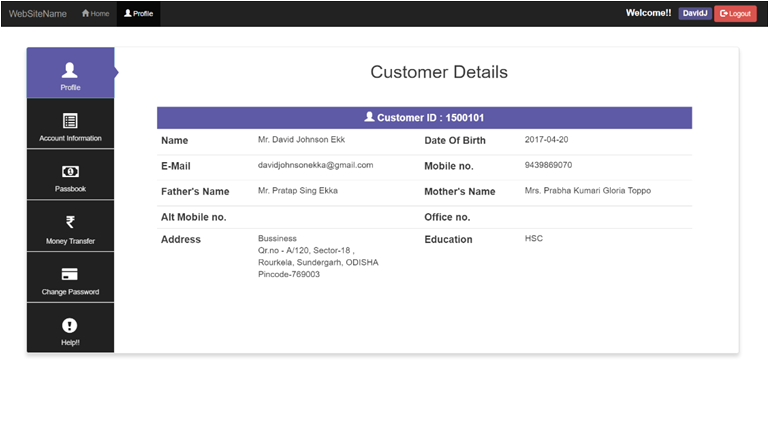 WebSiteName Home Profile Welcome!! DavidJ Logout
Profile
Account Information
Passbook
Money Transfer
Change Password
Help!!
Customer Details
Customer ID : 1500101
Name Mr. David Johnson Ekk Date Of Birth 2017-04-20
E-Mail davidjohnsonekka@gmail.com Mobile no. 9439869070
Father's Name Mr. Pratap Sing Ekka Mother's Name Mrs. Prabha Kumari Gloria Toppo
Alt Mobile no. Office no.
Address Bussiness Education HSC
Qr.no - A/120, Sector-18 ,
Rourkela, Sundergarh, ODISHA
Pincode-769003